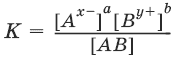 K = [A^{x-}]^a [B^{y+}]^b / [AB]